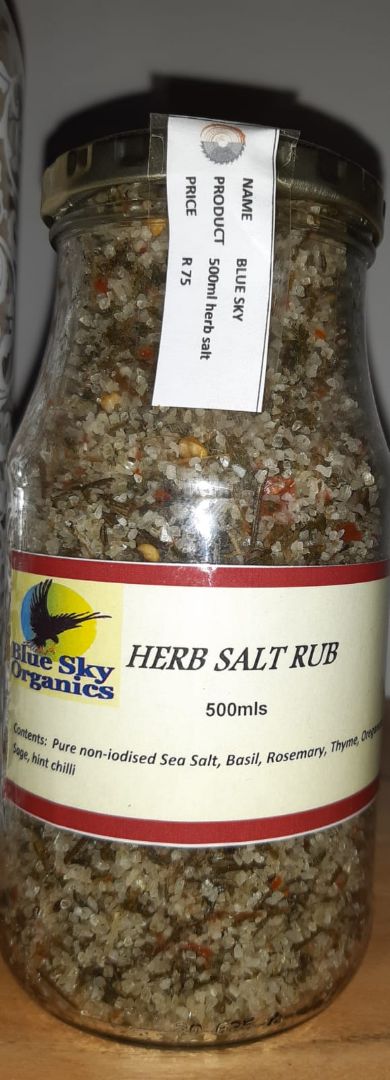 NAME BLUE SKY
PRODUCT 500ml herb salt
PRICE R 75
Blue Sky
Organics
HERB SALT RUB
500mls
Contents: Pure non-iodised Sea Salt, Basil, Rosemary, Thyme,
Sage, hint chilli